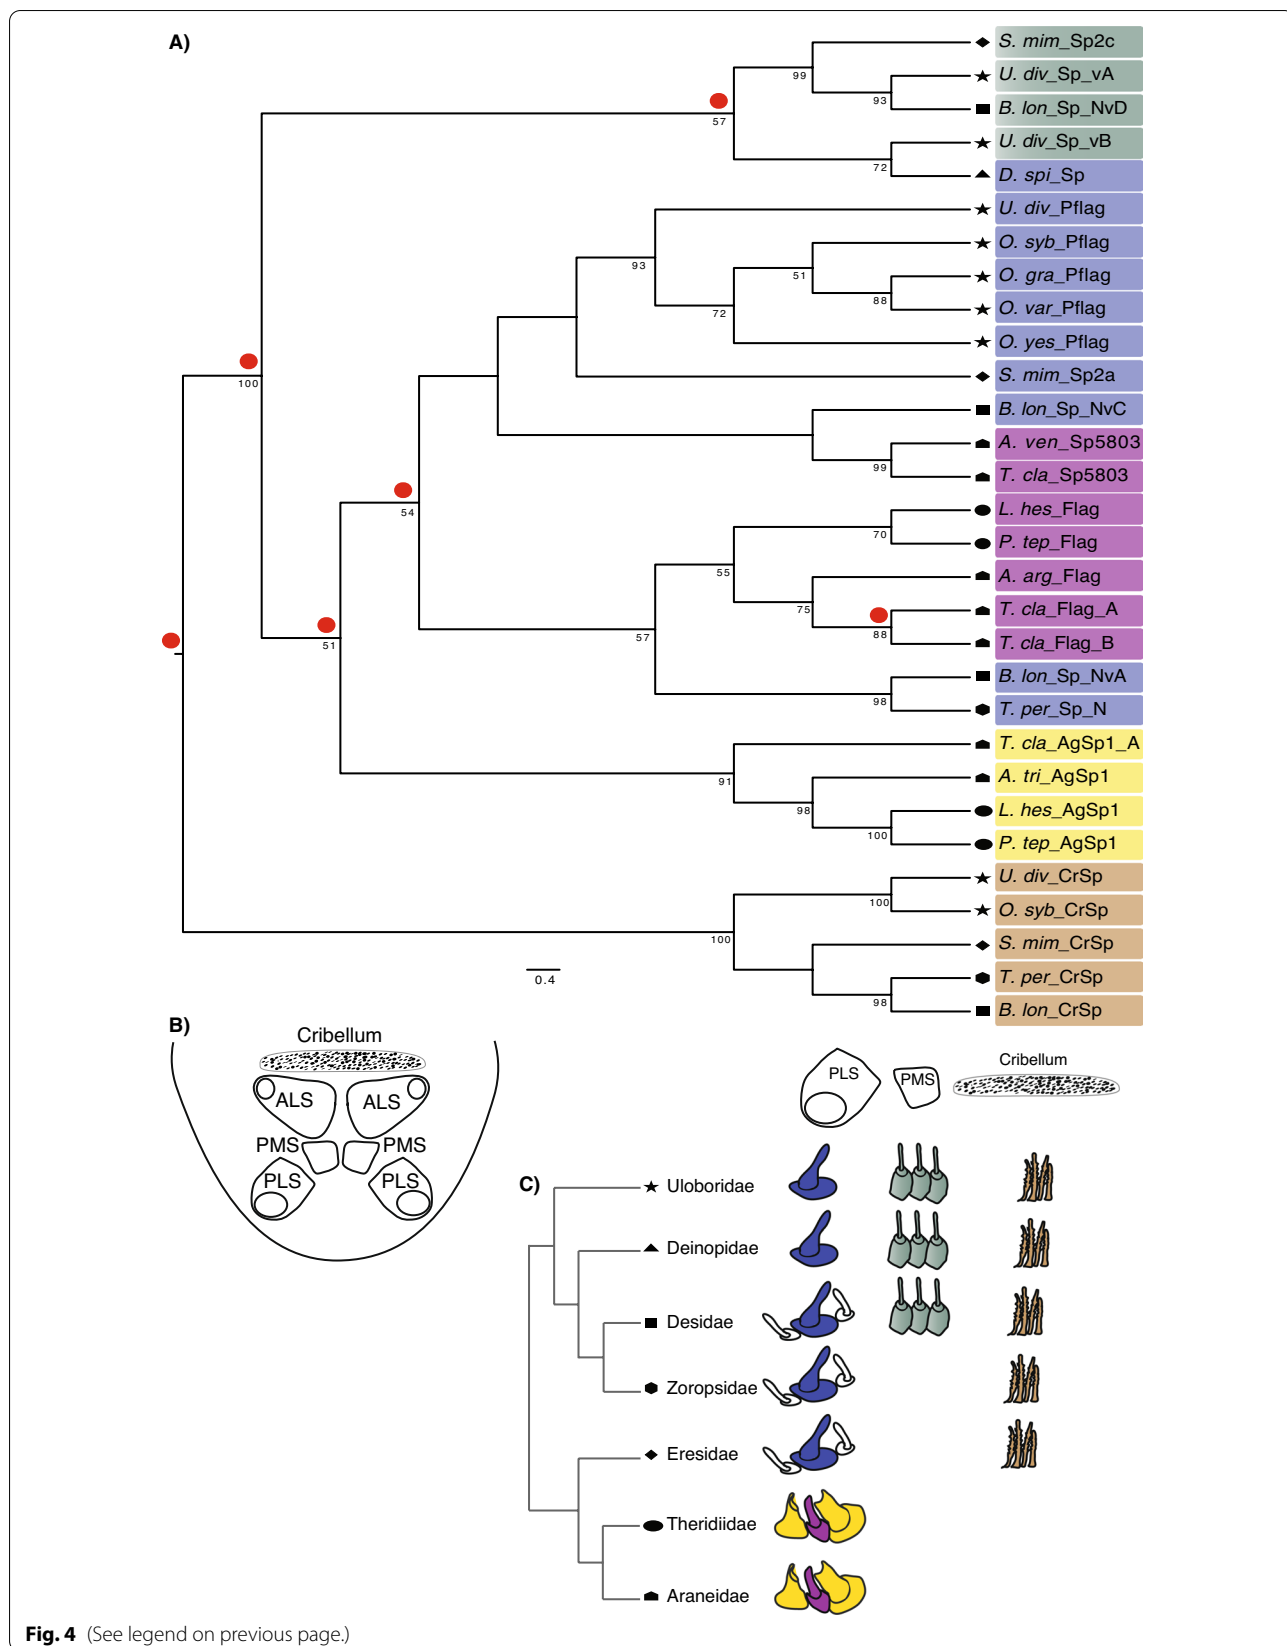 A)
S. mim_Sp2c
99
U. div_Sp_vA
93
B. lon_Sp_NvD
57
U. div_Sp_vB
72
D. spi_Sp
U. div_Pflag
93
O. syb_Pflag
51
O. gra_Pflag
88
O. var_Pflag
72
O. yes_Pflag
100
S. mim_Sp2a
B. lon_Sp_NvC
A. ven_Sp5803
99
T. cla_Sp5803
54
L. hes_Flag
70
P. tep_Flag
55
A. arg_Flag
75
T. cla_Flag_A
88
T. cla_Flag_B
51
57
B. lon_Sp_NvA
98
T. per_Sp_N
T. cla_AgSp1_A
91
A. tri_AgSp1
98
L. hes_AgSp1
100
P. tep_AgSp1
U. div_CrSp
100
O. syb_CrSp
100
S. mim_CrSp
T. per_CrSp
98
B. lon_CrSp
0.4
B)
Cribellum
ALS ALS
PMS PMS
PLS PLS
PLS PMS Cribellum
C)
Uloboridae
Deinopidae
Desidae
Zoropsidae
Eresidae
Theridiidae
Araneidae
Fig. 4 (See legend on previous page.)